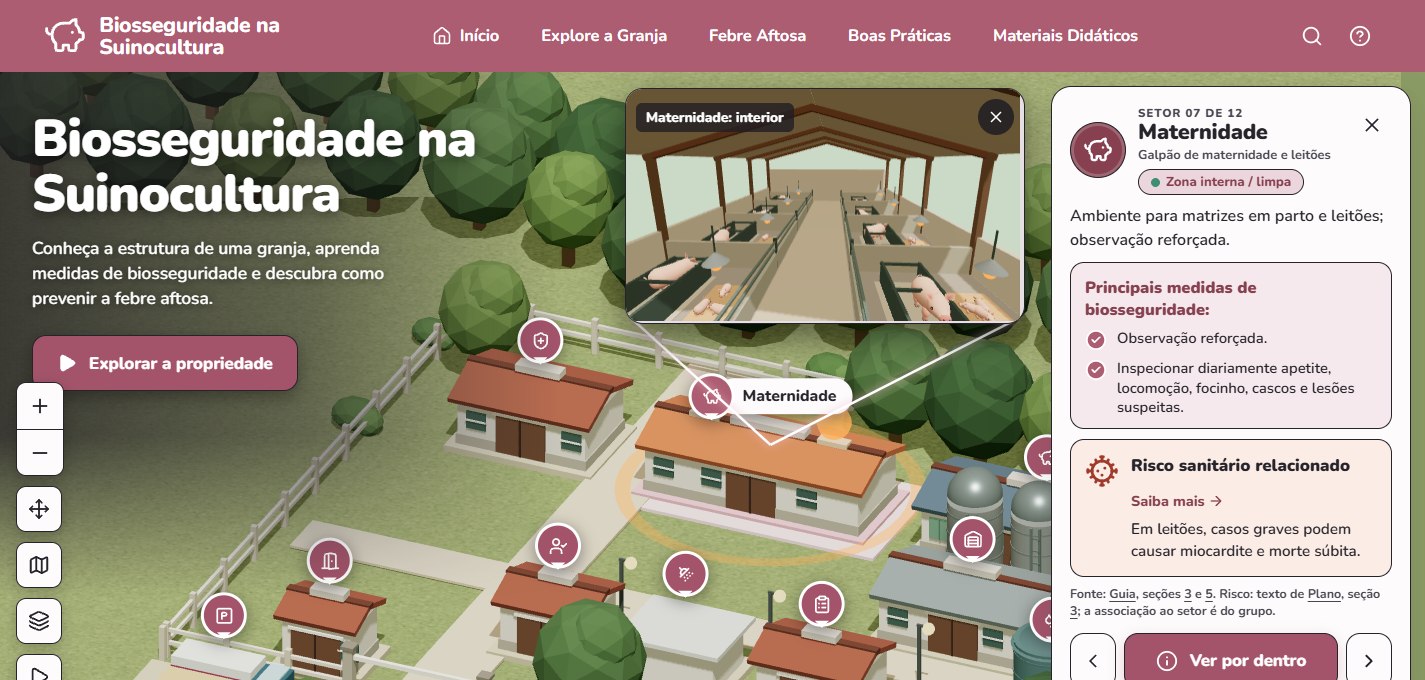 Biosseguridade na
Suinocultura
Início
Explore a Granja
Febre Aftosa
Boas Práticas
Materiais Didáticos
Biosseguridade na
Suinocultura
Conheça a estrutura de uma granja, aprenda
medidas de biosseguridade e descubra como
prevenir a febre aftosa.
Explorar a propriedade
Maternidade: interior
Maternidade
P
SETOR 07 DE 12
Maternidade
Galpão de maternidade e leitões
Zona interna / limpa
Ambiente para matrizes em parto e leitões;
observação reforçada.
Principais medidas de
biosseguridade:
Observação reforçada.
Inspecionar diariamente apetite,
locomoção, focinho, cascos e lesões
suspeitas.
Risco sanitário relacionado
Saiba mais →
Em leitões, casos graves podem
causar miocardite e morte súbita.
Fonte: Guia, seções 3 e 5. Risco: texto de Plano, seção
3; a associação ao setor é do grupo.
Ver por dentro